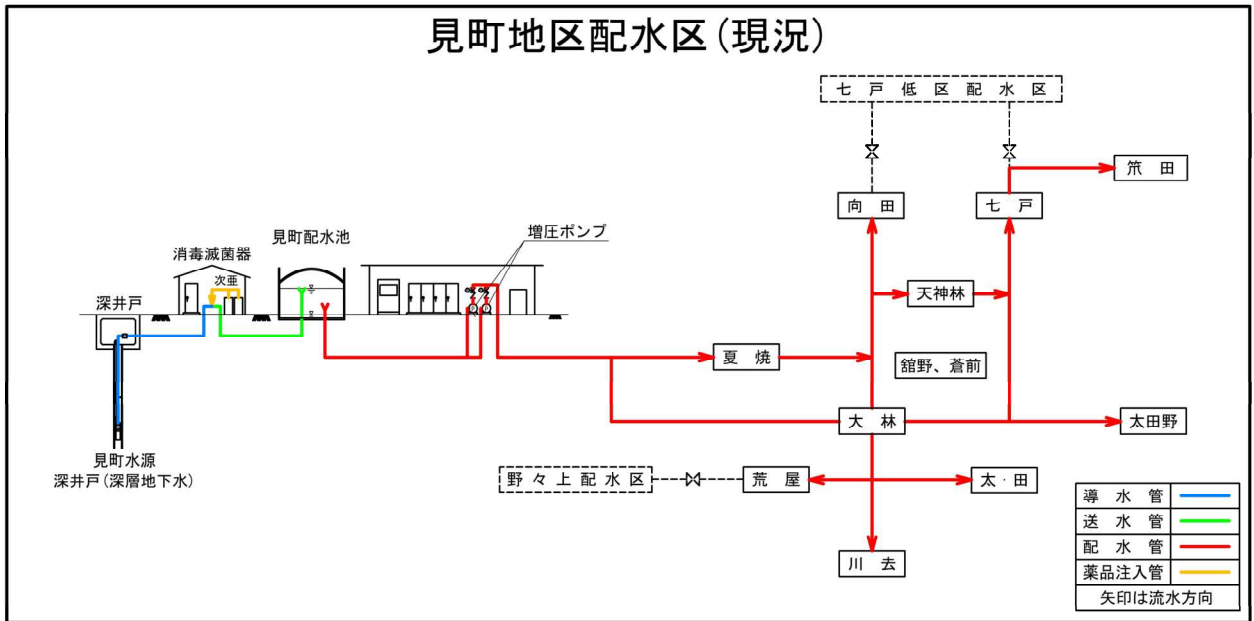 見町地区配水区(現況)
七戸低区配水区
笊田
向田
七戸
見町配水池
増圧ポンプ
消毒滅菌器
次亜
天神林
深井戸
夏焼
舘野、蒼前
大林
太田野
見町水源
深井戸(深層地下水)
野々上配水区
荒屋
太・田
川去
導水管
送水管
配水管
薬品注入管
矢印は流水方向